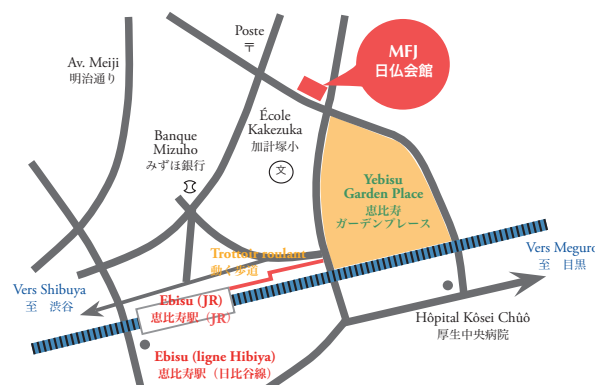 Poste
〒
MFJ
日仏会館
Av. Meiji
明治通り
École
Kakezuka
加計塚小
文
Banque
Mizuho
みずほ銀行
Yebisu
Garden Place
恵比寿
ガーデンプレース
Trottoir roulant
動く歩道
Vers Meguro
至 目黒
Vers Shibuya
至 渋谷
Ebisu (JR)
恵比寿駅（JR）
Hôpital Kôsei Chûô
厚生中央病院
Ebisu (ligne Hibiya)
恵比寿駅（日比谷線）